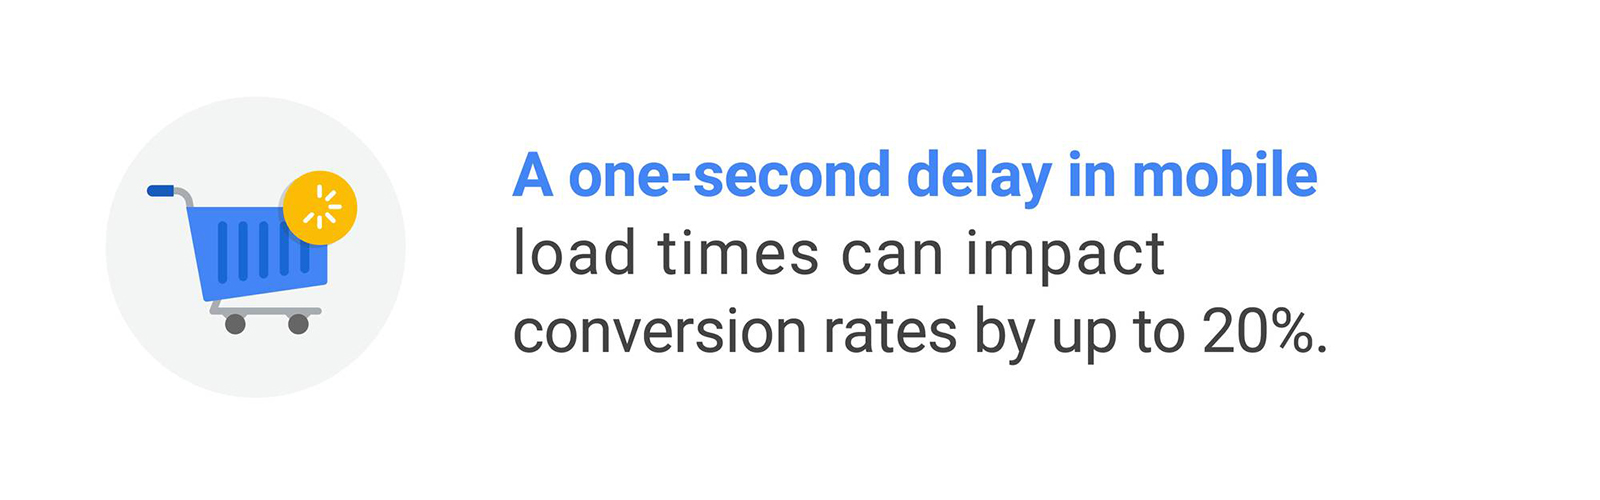 A one-second delay in mobile
load times can impact
conversion rates by up to 20%.